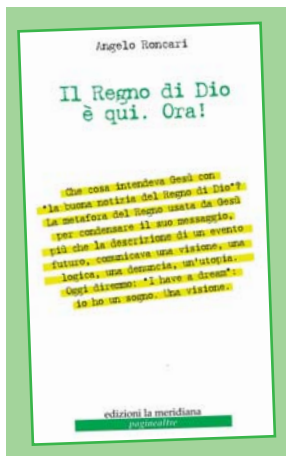 Angelo Roncari
Il Regno di Dio
è qui. Ora!
Che cosa intendeva Gesù con
"la buona notizia del Regno di Dio"?
La metafora del Regno usata da Gesù
per condensare il suo messaggio,
più che la descrizione di un evento
futuro, comunicava una visione, una
logica, una denuncia, un'utopia.
Oggi diremmo: "I have a dream":
io ho un sogno. Una visione.
edizioni la meridiana
paginealtre